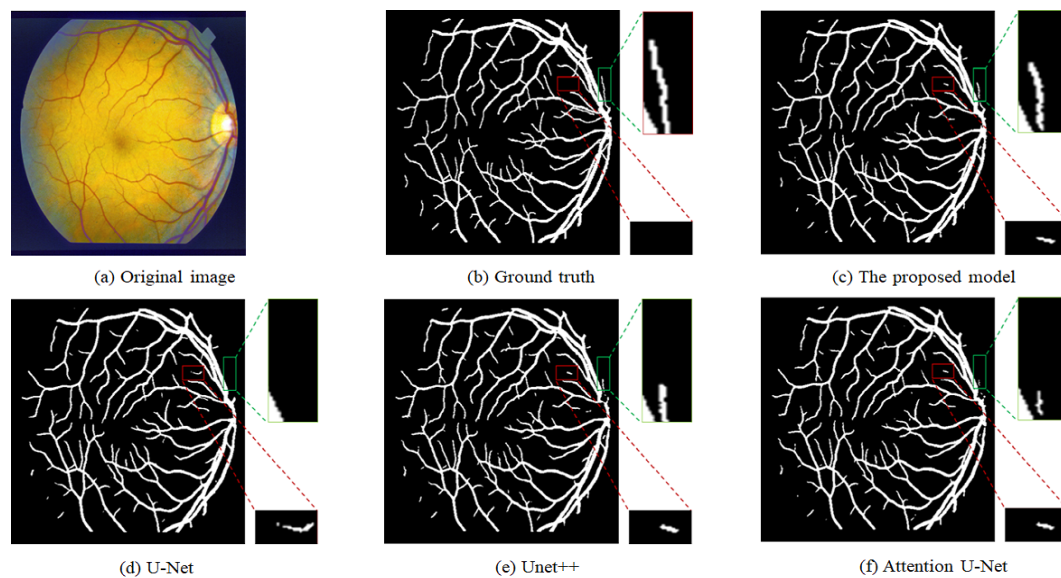 (a) Original image
(b) Ground truth
(c) The proposed model
(d) U-Net
(e) Unet++
(f) Attention U-Net